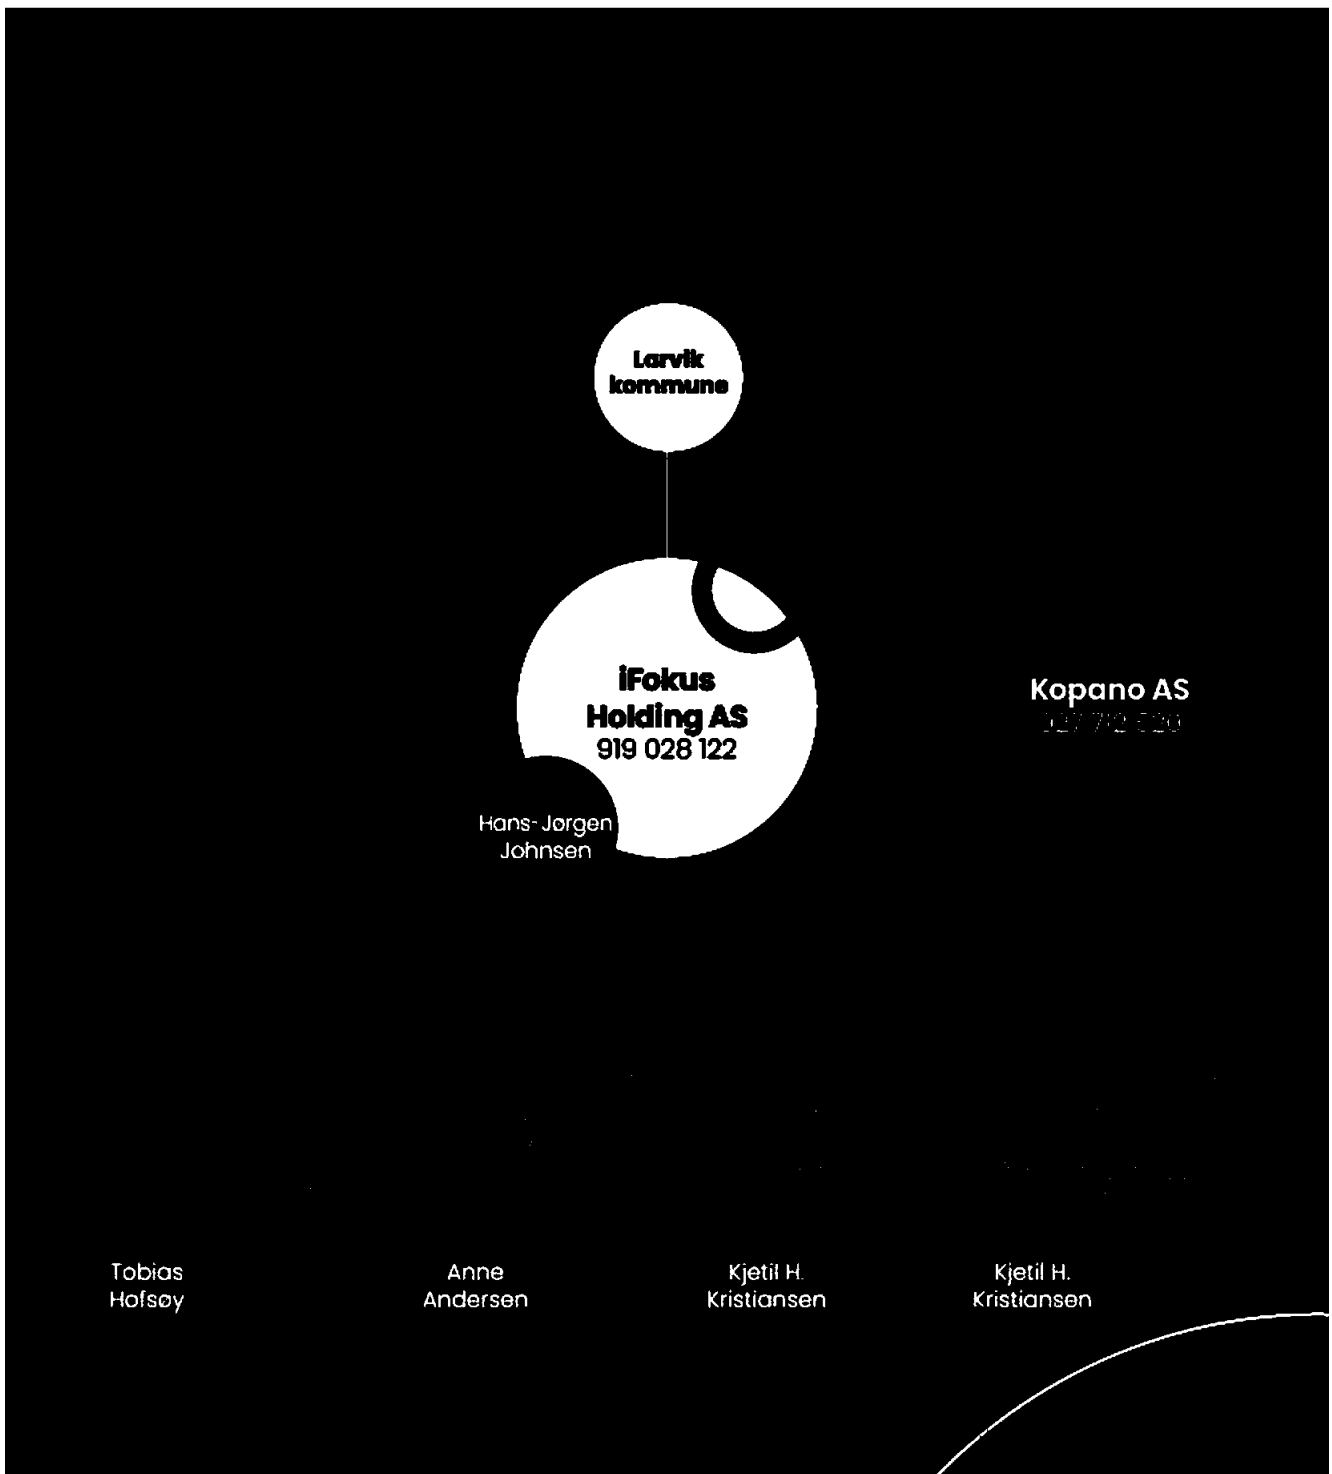 Larvik
kommune
iFokus
Holding AS
919 028 122
Kopano AS
Hans-Jørgen
Johnsen
Tobias
Hofsøy
Anne
Andersen
Kjetil H.
Kristiansen
Kjetil H.
Kristiansen